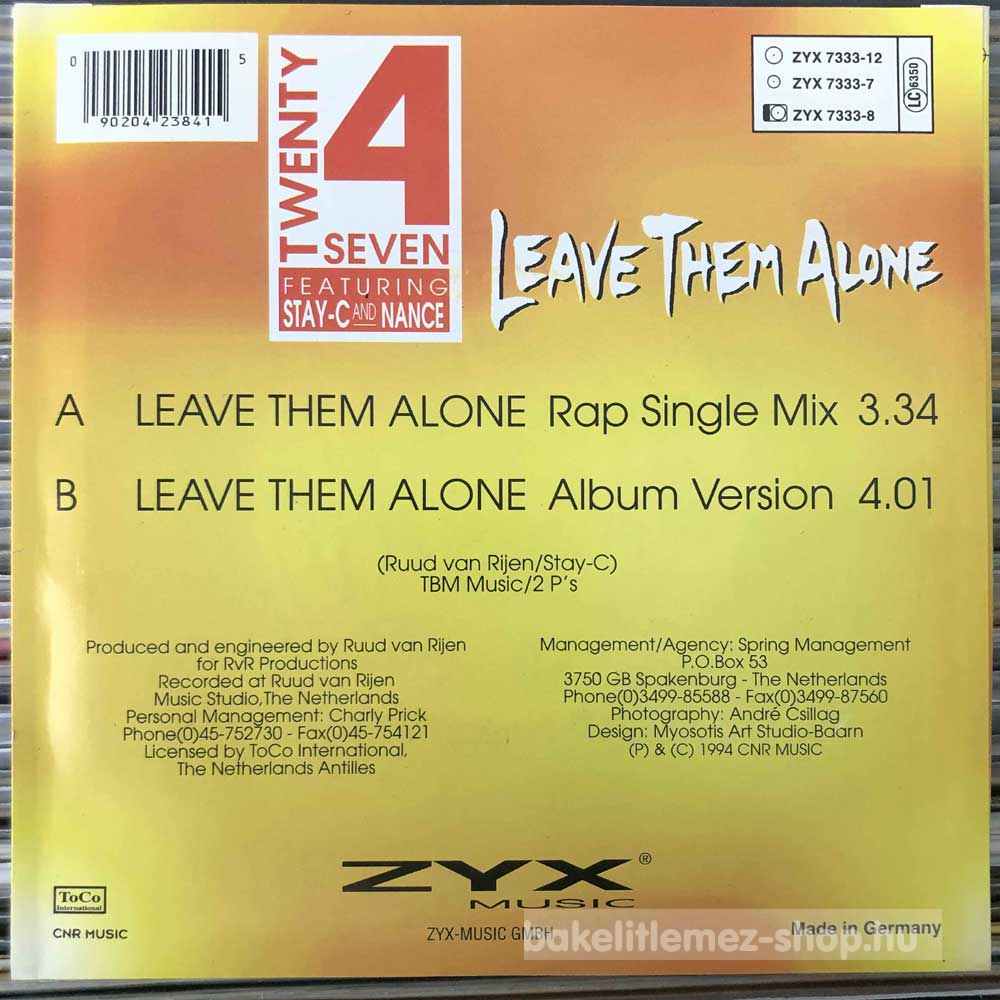 0 90204 23841 5
TWENTY
4
SEVEN
FEATURING
STAY-C AND NANCE
LEAVE THEM ALONE
ZYX 7333-12
ZYX 7333-7
ZYX 7333-8
LC 6350
A LEAVE THEM ALONE Rap Single Mix 3.34
B LEAVE THEM ALONE Album Version 4.01
(Ruud van Rijen/Stay-C)
TBM Music/2 P's
Produced and engineered by Ruud van Rijen
for RvR Productions
Recorded at Ruud van Rijen
Music Studio,The Netherlands
Personal Management: Charly Prick
Phone(0)45-752730 - Fax(0)45-754121
Licensed by ToCo International,
The Netherlands Antilles
Management/Agency: Spring Management
P.O.Box 53
3750 GB Spakenburg - The Netherlands
Phone(0)3499-85588 - Fax(0)3499-87560
Photography: André Csillag
Design: Myosotis Art Studio-Baarn
(P) & (C) 1994 CNR MUSIC
ZYX®
MUSIC
ToCo
International
CNR MUSIC
ZYX-MUSIC GMBH
Made in Germany
bakelitlemez-shop.hu